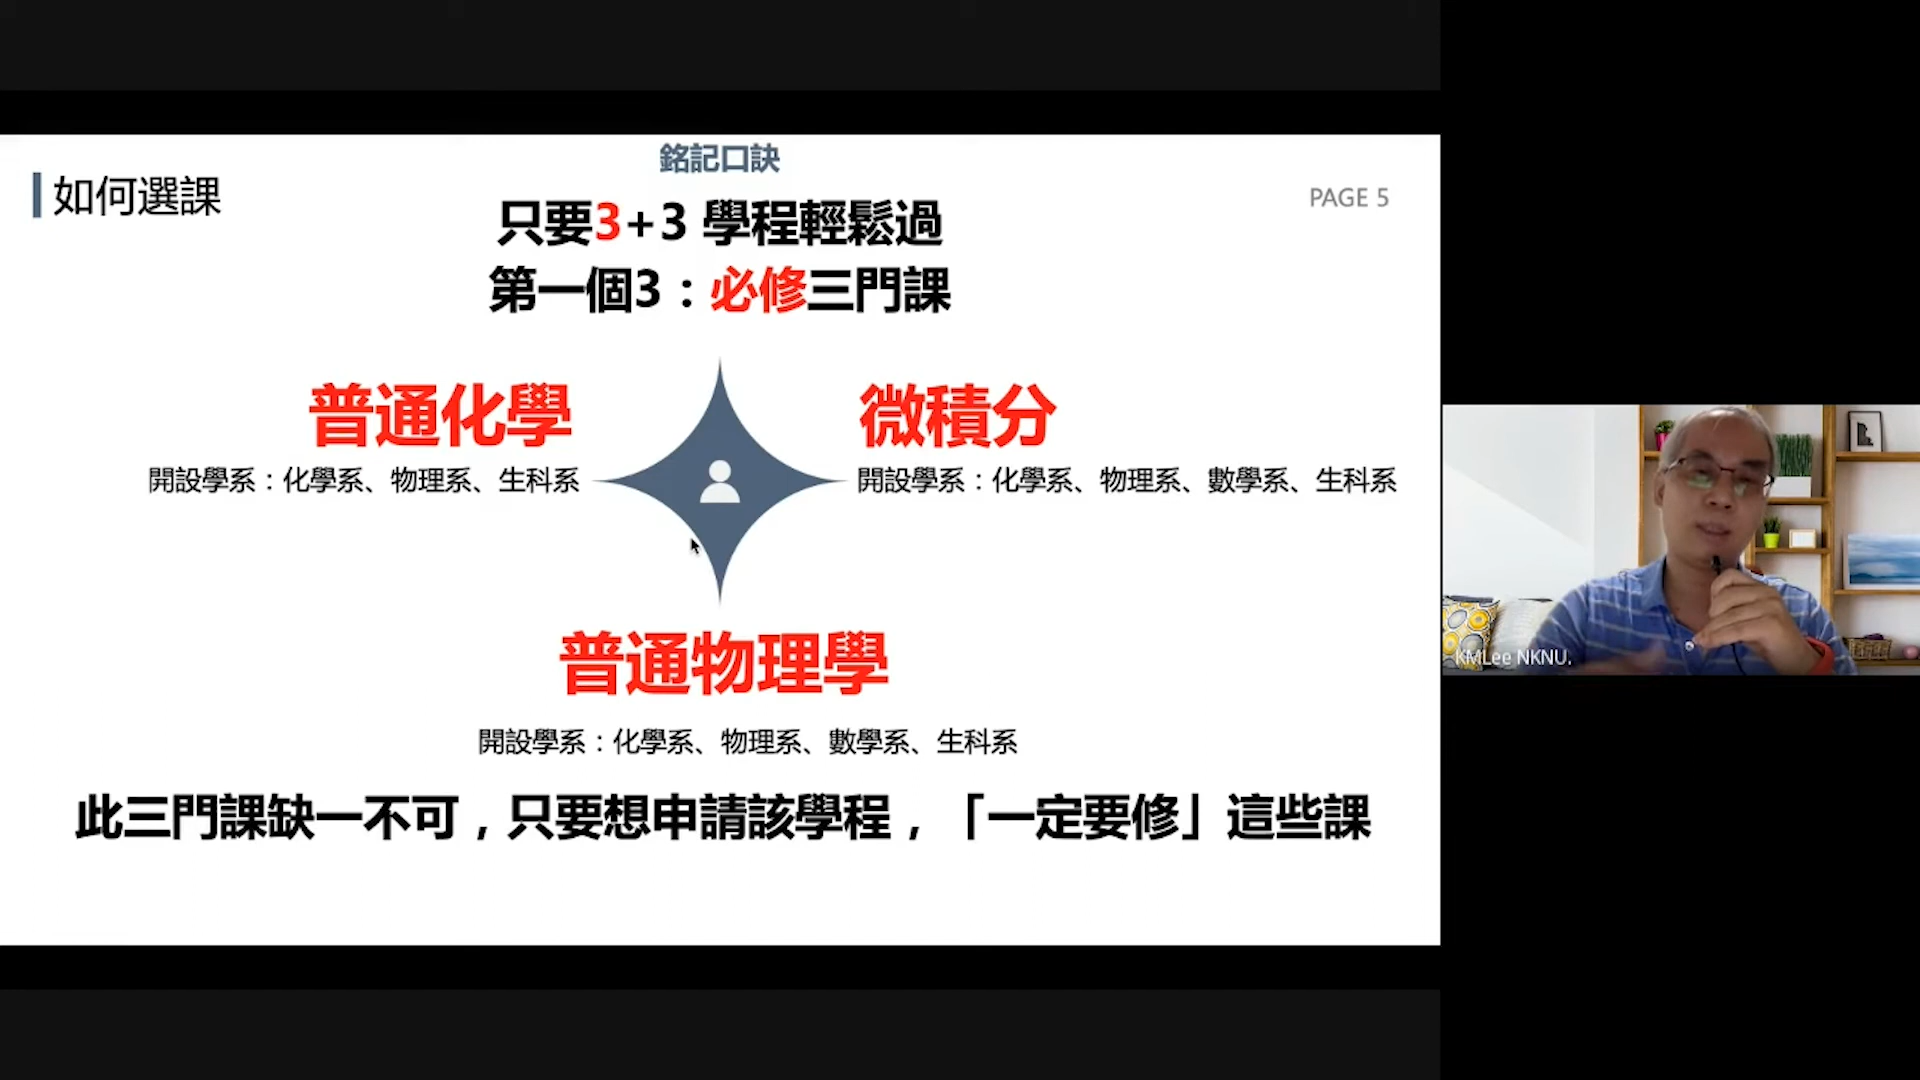 銘記口訣
如何選課
PAGE 5
只要3+3 學程輕鬆過
第一個3：必修三門課
普通化學
開設學系：化學系、物理系、生科系
微積分
開設學系：化學系、物理系、數學系、生科系
普通物理學
開設學系：化學系、物理系、數學系、生科系
此三門課缺一不可，只要想申請該學程，「一定要修」這些課
KMLee NKNU.